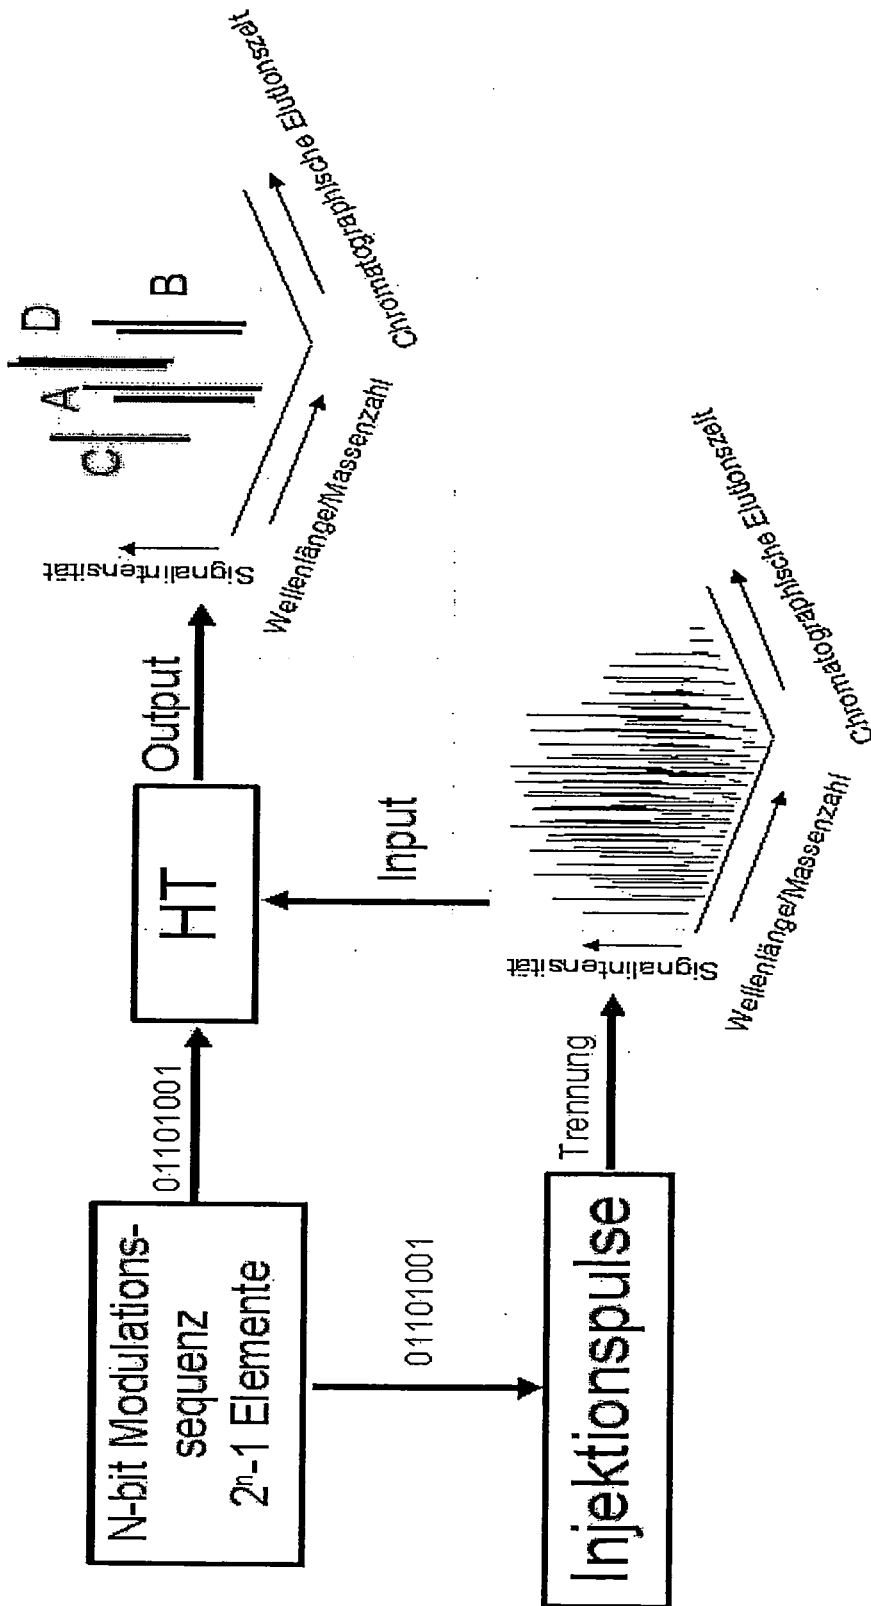 N-bit Modulations-
sequenz
2ⁿ-1 Elemente
01101001
HT
Output
Signalintensität
Wellenlänge/Massenzahl
Chromatographische Elutionszeit
C
A
D
B
01101001
Input
Injektionspulse
Trennung
Signalintensität
Wellenlänge/Massenzahl
Chromatographische Elutionszeit